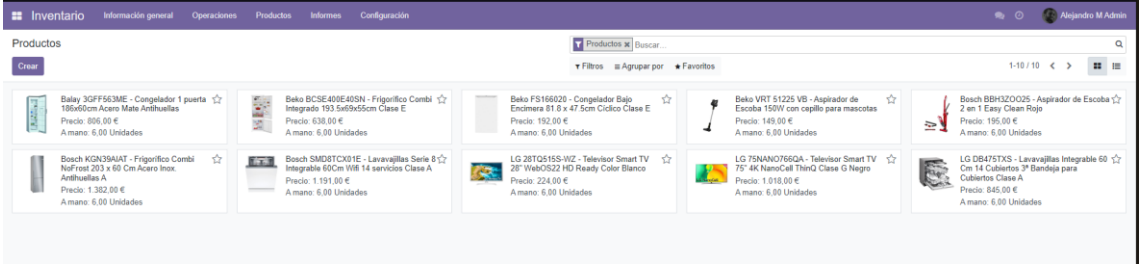 Inventario Información general Operaciones Productos Informes Configuración Alejandro M Admin
Productos
Productos x Buscar...
Crear
Filtros Agrupar por Favoritos 1-10 / 10
Balay 3GFF563ME - Congelador 1 puerta
186x60cm Acero Mate Antihuellas
Precio: 806,00 €
A mano: 6,00 Unidades
Beko BCSE400E40SN - Frigorífico Combi
Integrado 193.5x69x55cm Clase E
Precio: 638,00 €
A mano: 6,00 Unidades
Beko FS166020 - Congelador Bajo
Encimera 81.8 x 47.5cm Cíclico Clase E
Precio: 192,00 €
A mano: 6,00 Unidades
Beko VRT 51225 VB - Aspirador de
Escoba 150W con cepillo para mascotas
Precio: 149,00 €
A mano: 6,00 Unidades
Bosch BBH3ZOO25 - Aspirador de Escoba
2 en 1 Easy Clean Rojo
Precio: 195,00 €
A mano: 6,00 Unidades
Bosch KGN39AIAT - Frigorífico Combi
NoFrost 203 x 60 Cm Acero Inox.
Antihuellas A
Precio: 1.382,00 €
A mano: 6,00 Unidades
Bosch SMD8TCX01E - Lavavajillas Serie 8
Integrable 60Cm Wifi 14 servicios Clase A
Precio: 1.191,00 €
A mano: 6,00 Unidades
LG 28TQ515S-WZ - Televisor Smart TV
28" WebOS22 HD Ready Color Blanco
Precio: 224,00 €
A mano: 6,00 Unidades
LG 75NANO766QA - Televisor Smart TV
75" 4K NanoCell ThinQ Clase G Negro
Precio: 1.018,00 €
A mano: 6,00 Unidades
LG DB475TXS - Lavavajillas Integrable 60
Cm 14 Cubiertos 3ª Bandeja para
Cubiertos Clase A
Precio: 845,00 €
A mano: 6,00 Unidades